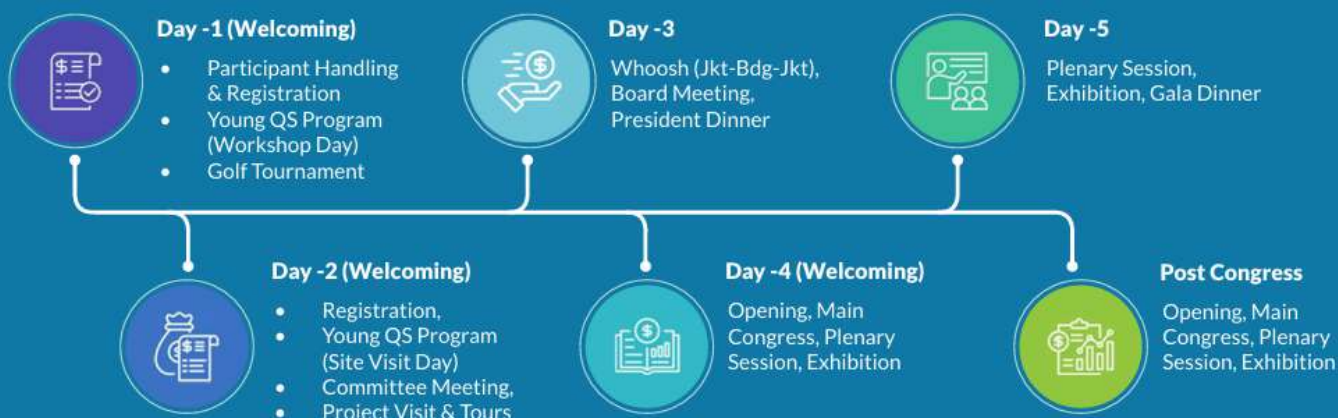 Day -1 (Welcoming)
• Participant Handling
& Registration
• Young QS Program
(Workshop Day)
• Golf Tournament
Day -3
Whoosh (Jkt-Bdg-Jkt),
Board Meeting,
President Dinner
Day -5
Plenary Session,
Exhibition, Gala Dinner
Day -2 (Welcoming)
• Registration,
• Young QS Program
(Site Visit Day)
• Committee Meeting,
• Project Visit & Tours
Day -4 (Welcoming)
Opening, Main
Congress, Plenary
Session, Exhibition
Post Congress
Opening, Main
Congress, Plenary
Session, Exhibition